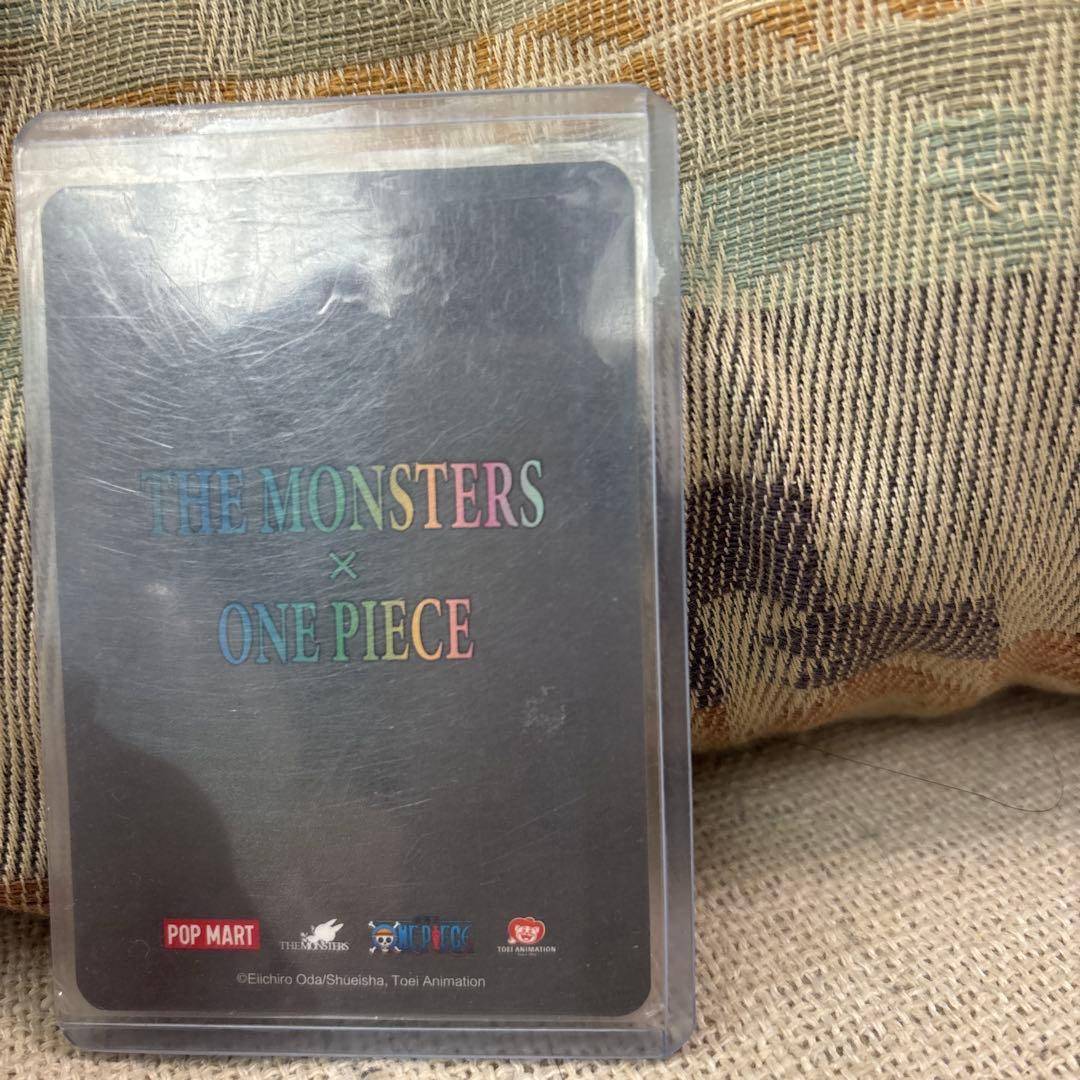 THE MONSTERS
×
ONE PIECE
POP MART
THE MONSTERS
ONE PIECE
TOEI ANIMATION
©Eiichiro Oda/Shueisha, Toei Animation